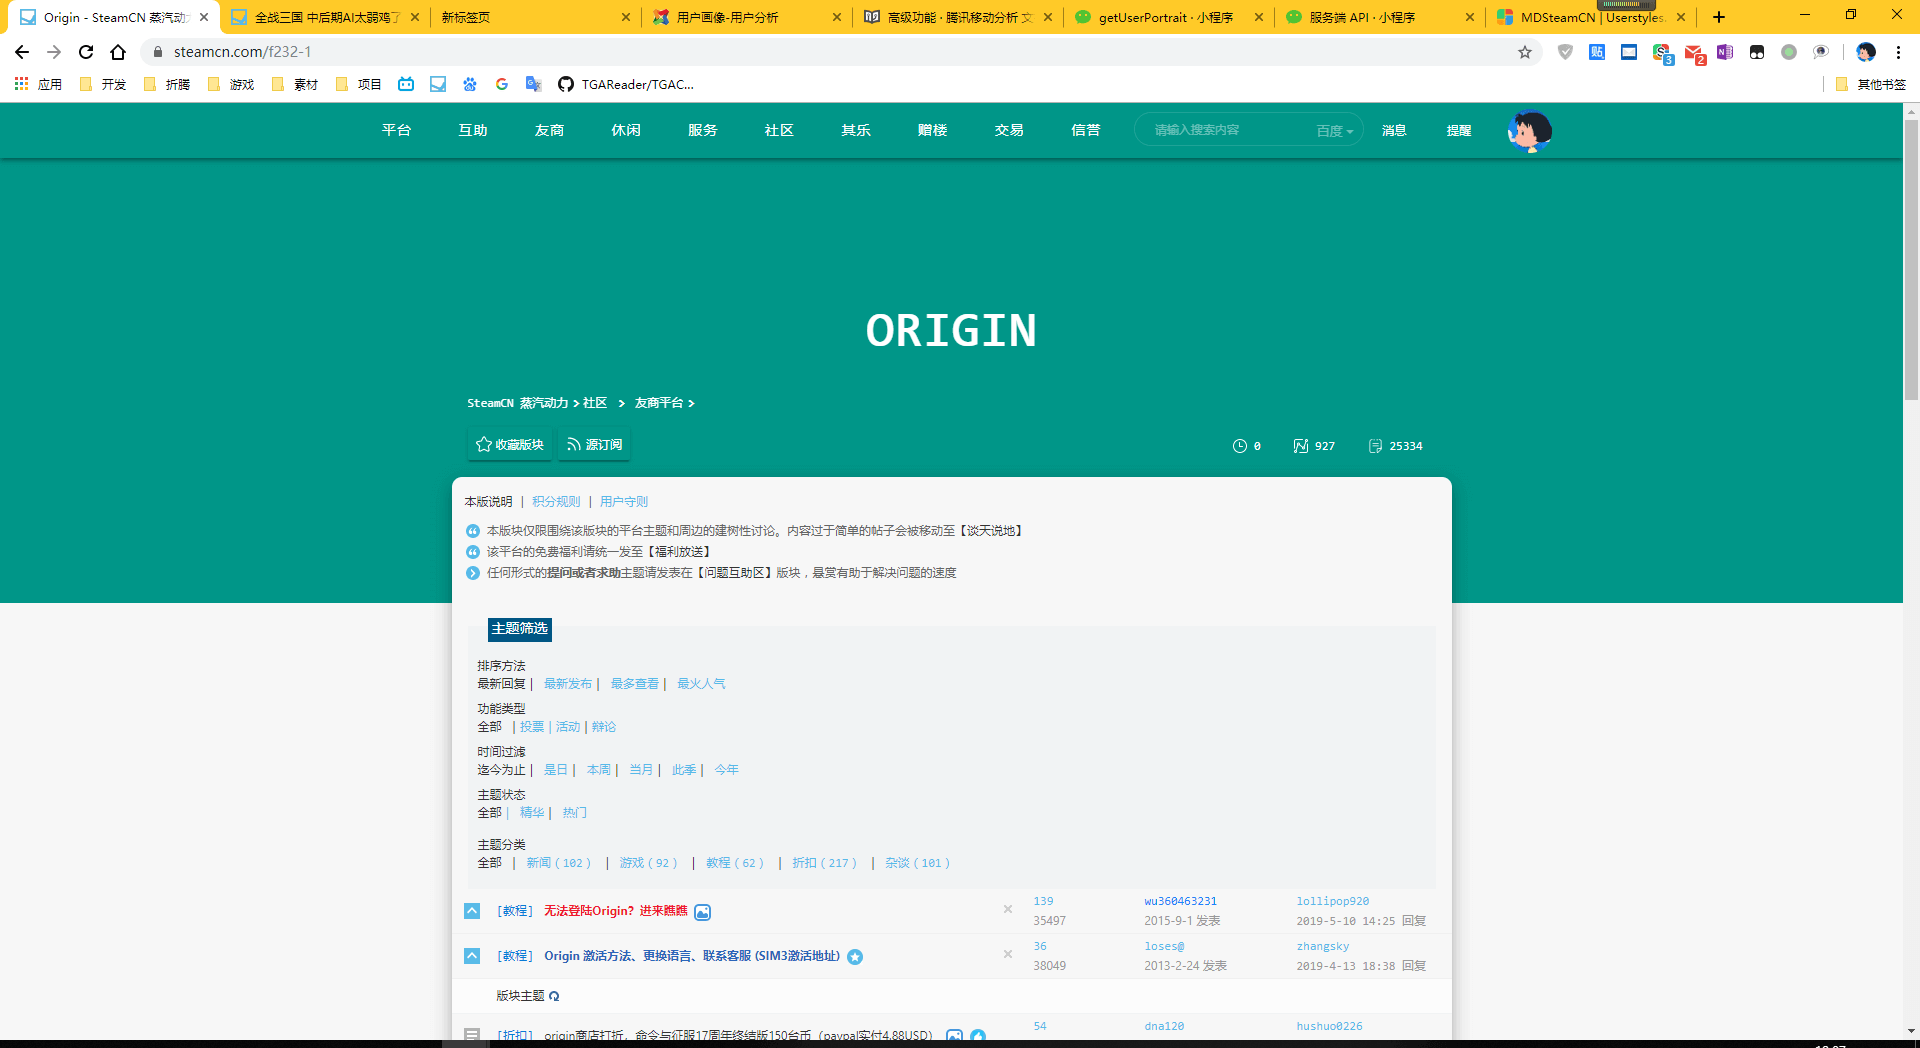 Origin - SteamCN 蒸汽动
全战三国 中后期AI太弱鸡了
新标签页
用户画像-用户分析
高级功能 · 腾讯移动分析 文
getUserPortrait · 小程序
服务端 API · 小程序
MDSteamCN | Userstyles.
steamcn.com/f232-1
3
2
应用
开发
折腾
游戏
素材
项目
TGAReader/TGAC...
其他书签
平台 互助 友商 休闲 服务 社区 其乐 赠楼 交易 信誉 请输入搜索内容 百度 消息 提醒
ORIGIN
SteamCN 蒸汽动力 > 社区 > 友商平台 >
收藏版块 源订阅 0 927 25334
本版说明 | 积分规则 | 用户守则
本版块仅限围绕该版块的平台主题和周边的建树性讨论。内容过于简单的帖子会被移动至【谈天说地】
该平台的免费福利请统一发至【福利放送】
任何形式的提问或者求助主题请发表在【问题互助区】版块，悬赏有助于解决问题的速度
主题筛选
排序方法
最新回复 | 最新发布 | 最多查看 | 最火人气
功能类型
全部 | 投票 | 活动 | 辩论
时间过滤
迄今为止 | 是日 | 本周 | 当月 | 此季 | 今年
主题状态
全部 | 精华 | 热门
主题分类
全部 | 新闻（102） | 游戏（92） | 教程（62） | 折扣（217） | 杂谈（101）
[教程] 无法登陆Origin？进来瞧瞧 139 wu360463231 lollipop920
35497 2015-9-1 发表 2019-5-10 14:25 回复
[教程] Origin 激活方法、更换语言、联系客服 (SIM3激活地址) 36 loses@ zhangsky
38049 2013-2-24 发表 2019-4-13 18:38 回复
版块主题
[折扣] origin商店打折，命令与征服17周年终结版150台币（paypal实付4.88USD） 54 dna120 hushuo0226